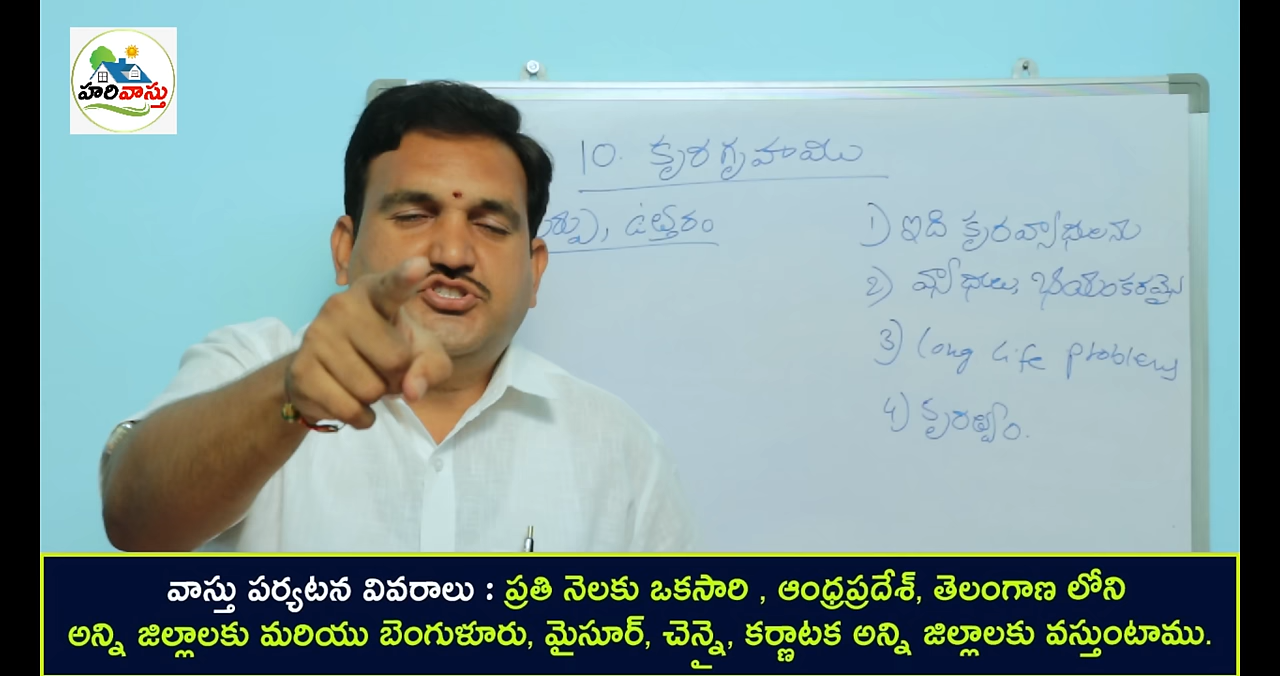 హరివాస్తు
10. కృరగృహము
ర్పు, ఉత్తరం
1) ఇది కృరవ్యాధులను
2) వ్యాధులు, భయంకరమై
3) Long Life problems
4) కృరత్వం.
వాస్తు పర్యటన వివరాలు : ప్రతి నెలకు ఒకసారి , ఆంధ్రప్రదేశ్, తెలంగాణ లోని
అన్ని జిల్లాలకు మరియు బెంగుళూరు, మైసూర్, చెన్నై, కర్ణాటక అన్ని జిల్లాలకు వస్తుంటాము.